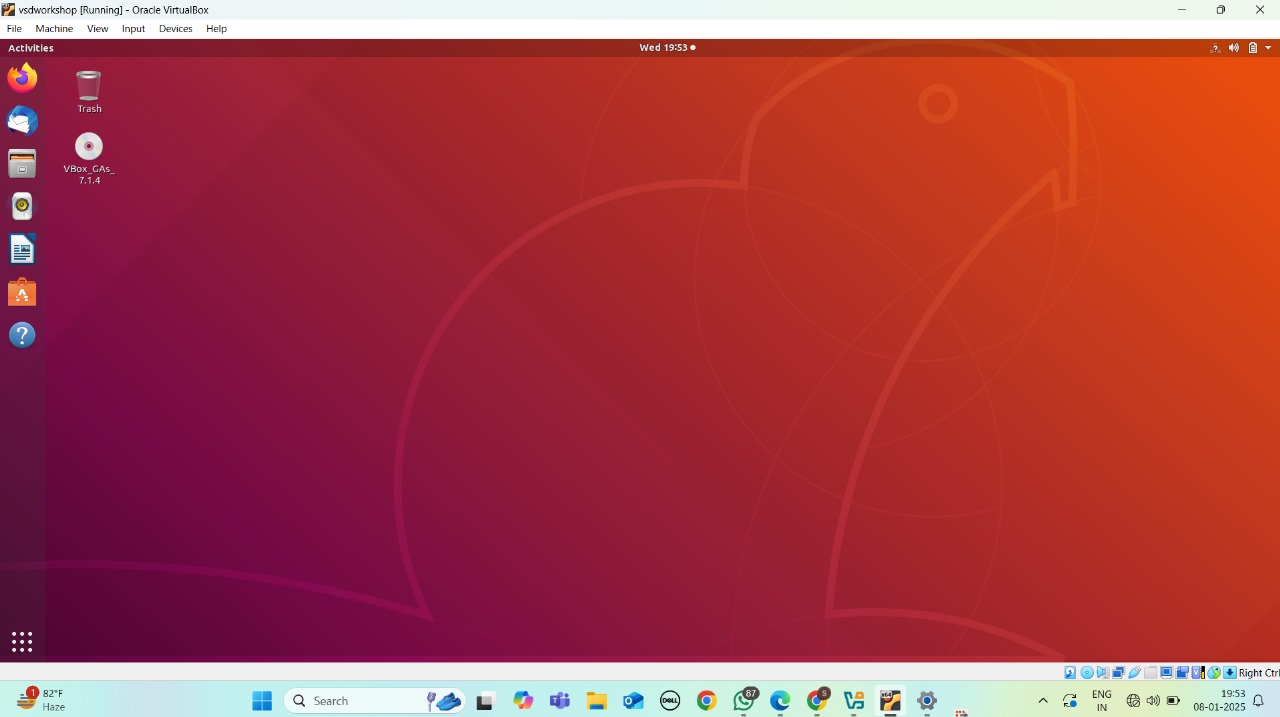 vsdworkshop [Running] - Oracle VirtualBox
File Machine View Input Devices Help
Activities
Wed 19:53
Trash
VBox_GAs_
7.1.4
?
Right Ctrl
1
82°F
Haze
Search
DELL
87
S
ENG
IN
19:53
08-01-2025